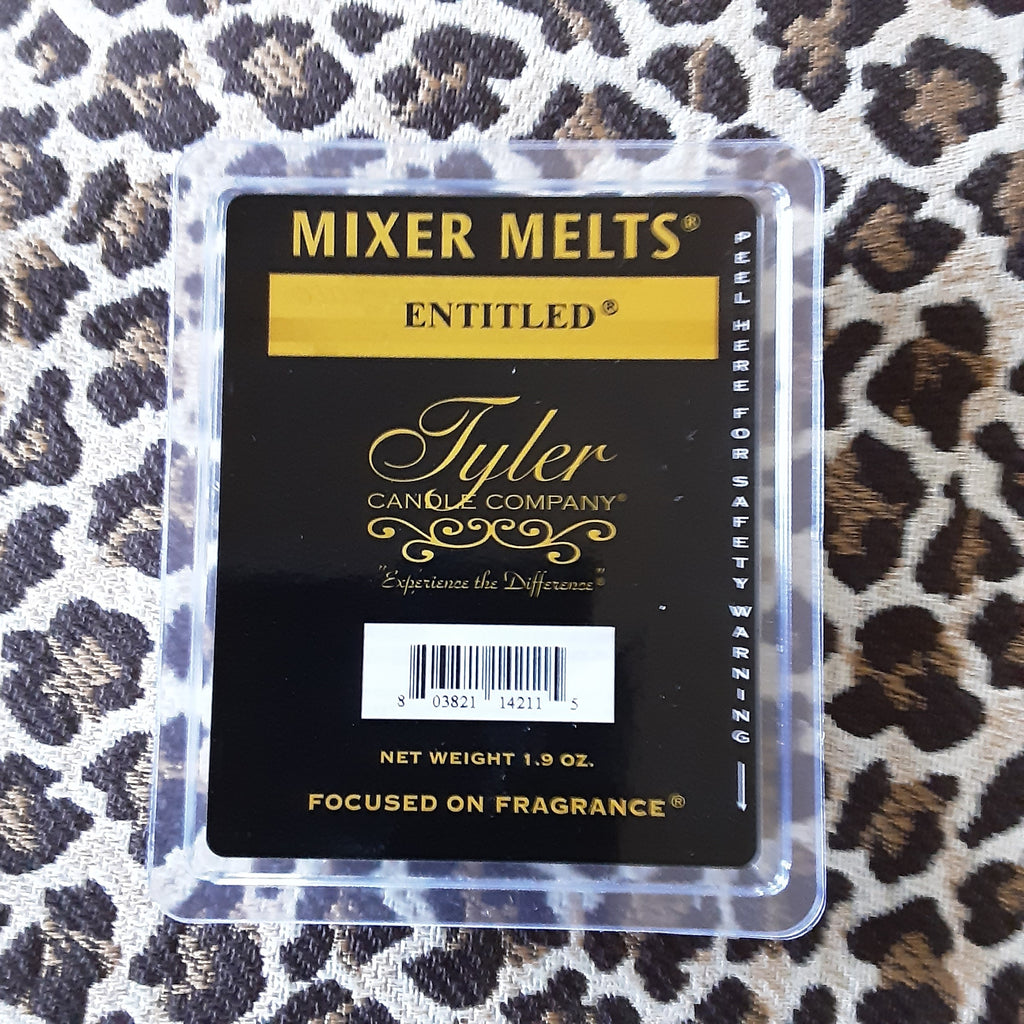 MIXER MELTS®
ENTITLED®
Tyler
CANDLE COMPANY®
"Experience the Difference"®
8 03821 14211 5
NET WEIGHT 1.9 OZ.
FOCUSED ON FRAGRANCE®
PEEL HERE FOR SAFETY WARNING